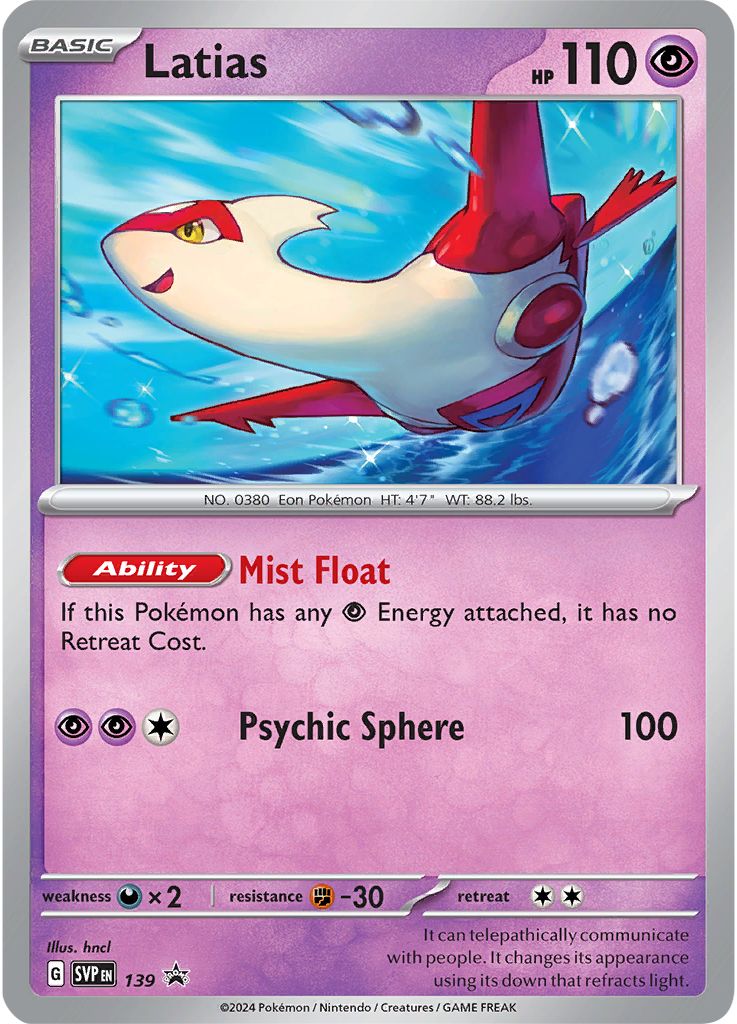 BASIC Latias HP 110
NO. 0380 Eon Pokémon HT: 4'7" WT: 88.2 lbs.
Ability Mist Float
If this Pokémon has any Energy attached, it has no
Retreat Cost.
Psychic Sphere 100
weakness ×2 resistance -30 retreat
Illus. hncl
It can telepathically communicate
with people. It changes its appearance
using its down that refracts light.
G SVP EN 139
©2024 Pokémon / Nintendo / Creatures / GAME FREAK